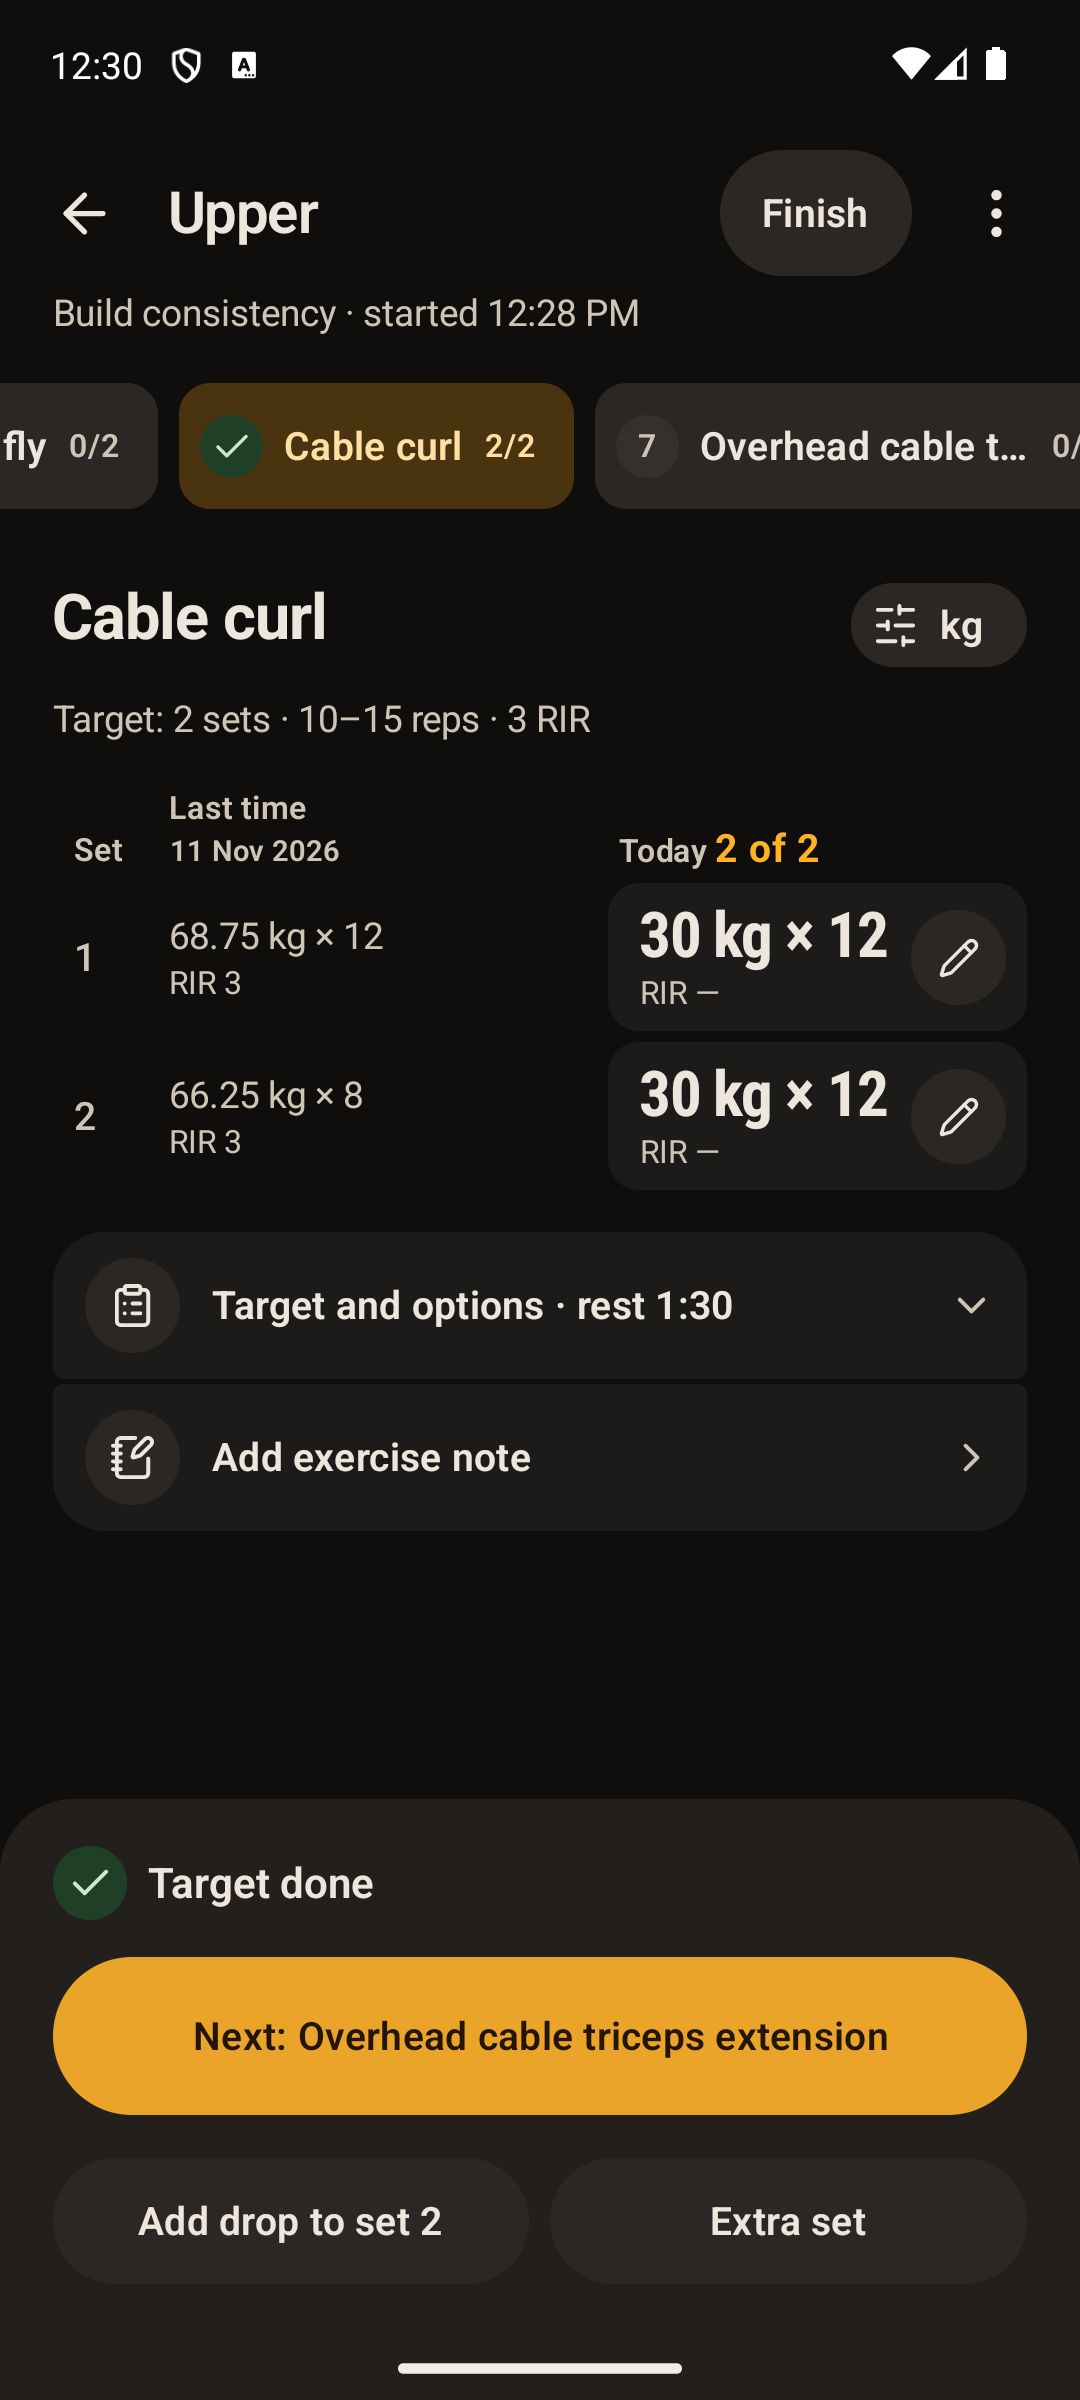 12:30
Upper
Finish
Build consistency · started 12:28 PM
fly 0/2
Cable curl 2/2
7 Overhead cable t... 0/
Cable curl
kg
Target: 2 sets · 10–15 reps · 3 RIR
Set
Last time
11 Nov 2026
Today 2 of 2
1
68.75 kg × 12
RIR 3
30 kg × 12
RIR —
2
66.25 kg × 8
RIR 3
30 kg × 12
RIR —
Target and options · rest 1:30
Add exercise note
Target done
Next: Overhead cable triceps extension
Add drop to set 2
Extra set